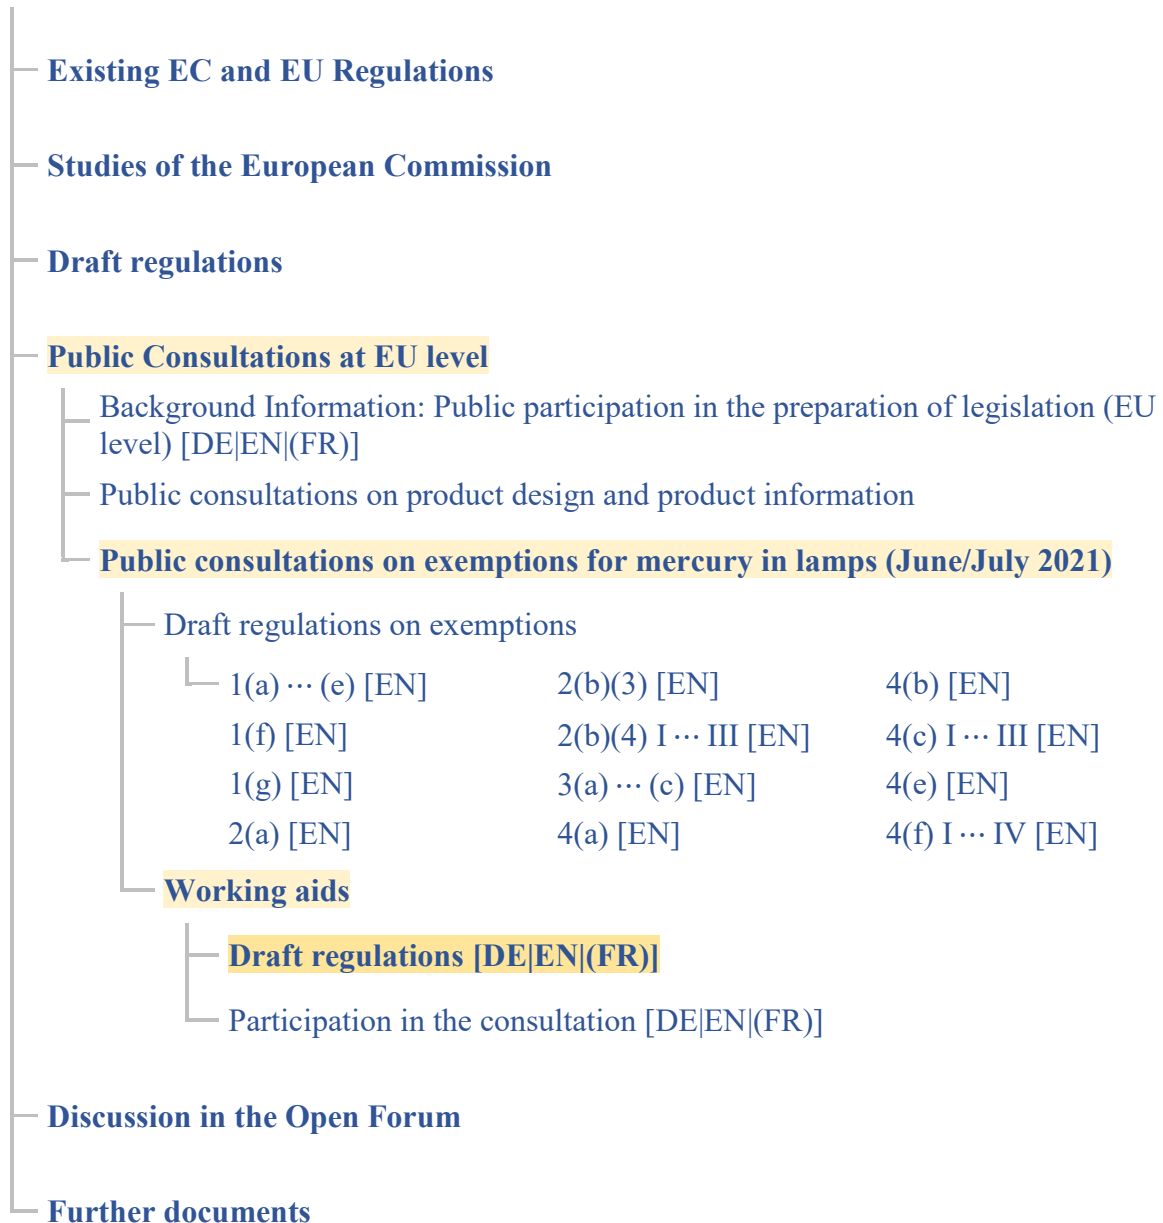 Existing EC and EU Regulations
Studies of the European Commission
Draft regulations
Public Consultations at EU level
Background Information: Public participation in the preparation of legislation (EU
level) [DE|EN|(FR)]
Public consultations on product design and product information
Public consultations on exemptions for mercury in lamps (June/July 2021)
Draft regulations on exemptions
1(a) ··· (e) [EN] 2(b)(3) [EN] 4(b) [EN]
1(f) [EN] 2(b)(4) I ··· III [EN] 4(c) I ··· III [EN]
1(g) [EN] 3(a) ··· (c) [EN] 4(e) [EN]
2(a) [EN] 4(a) [EN] 4(f) I ··· IV [EN]
Working aids
Draft regulations [DE|EN|(FR)]
Participation in the consultation [DE|EN|(FR)]
Discussion in the Open Forum
Further documents